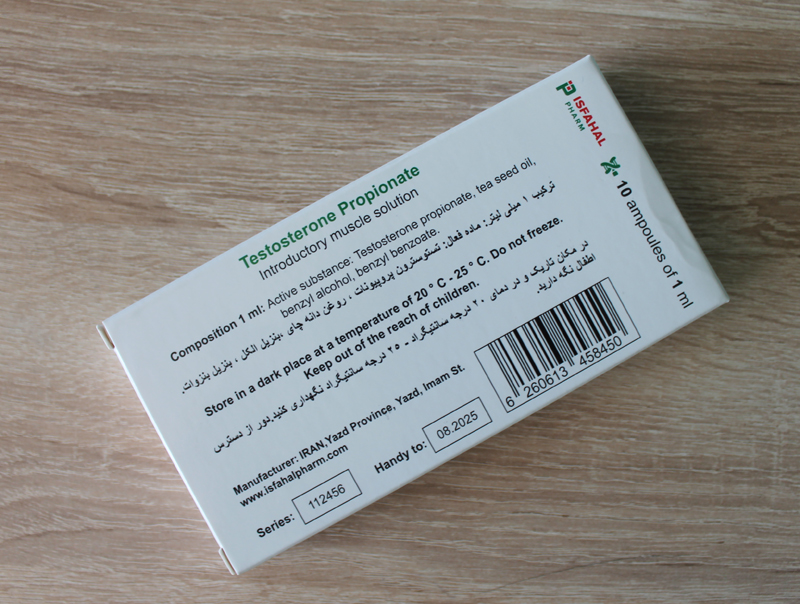 ISFAHAL
PHARM
10 ampoules of 1 ml
Testosterone Propionate
Introductory muscle solution
Composition 1 ml: Active substance: Testosterone propionate, tea seed oil,
benzyl alcohol, benzyl benzoate.
ترکیب ۱ میلی لیتر: ماده فعال: تستوسترون پروپیونات ، روغن دانه چای ،بنزیل الکل ، بنزیل بنزوات.
Store in a dark place at a temperature of 20 ° C - 25 ° C. Do not freeze.
Keep out of the reach of children.
در مکان تاریک و در دمای ۲۰ درجه سانتیگراد - ۲۵ درجه سانتیگراد نگهداری کنید.دور از دسترس
اطفال نگه دارید.
Manufacturer: IRAN,Yazd Province, Yazd, Imam St.
www.isfahalpharm.com
Series: 112456
Handy to: 08.2025
6 260613 458450